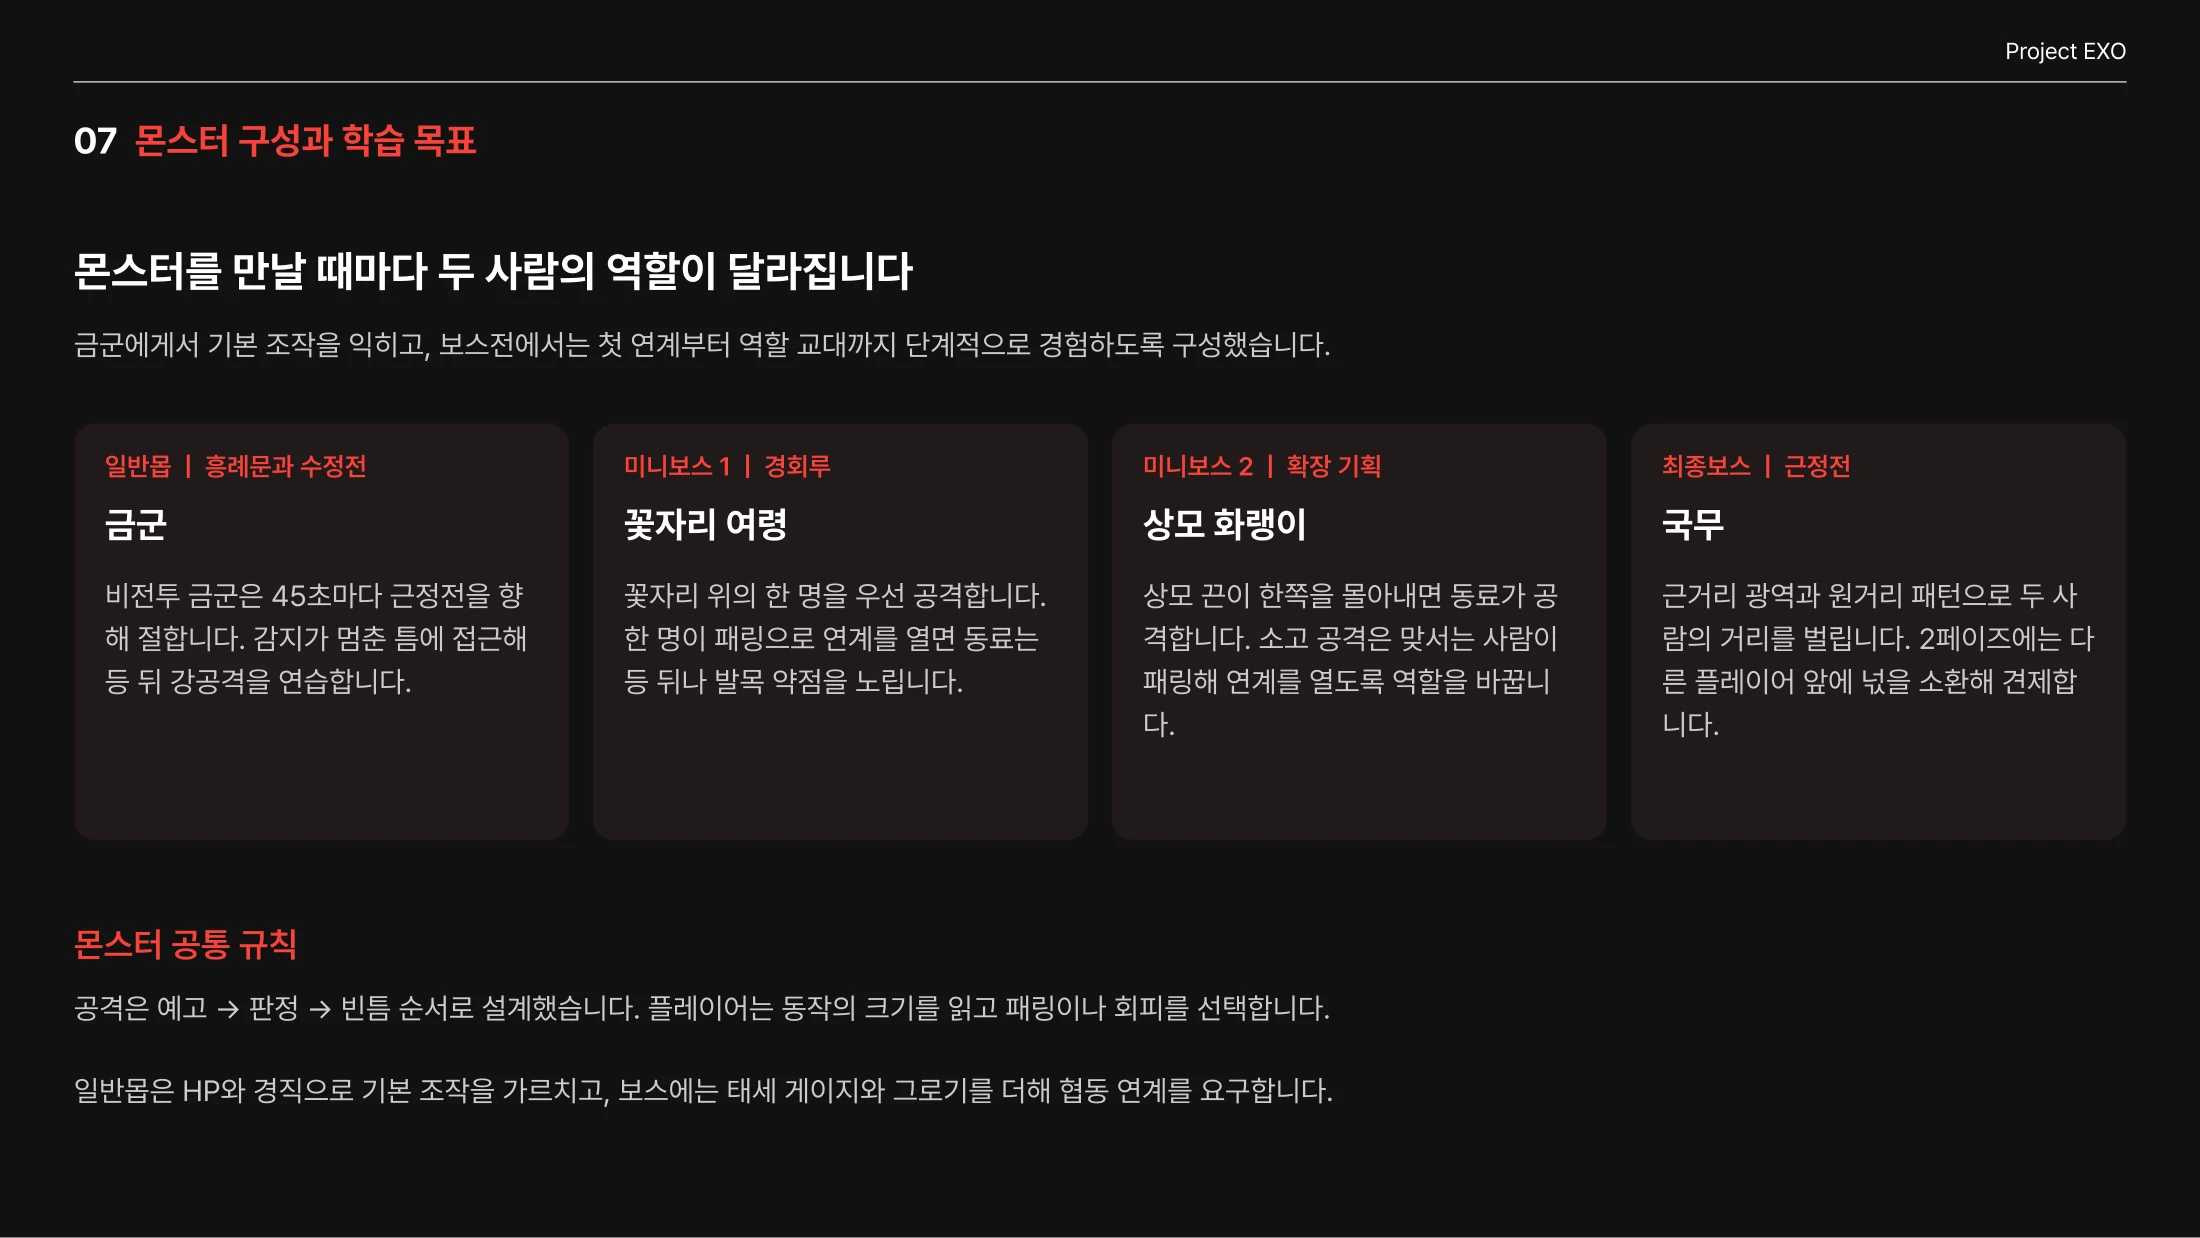 Project EXO
07 몬스터 구성과 학습 목표
몬스터를 만날 때마다 두 사람의 역할이 달라집니다
금군에게서 기본 조작을 익히고, 보스전에서는 첫 연계부터 역할 교대까지 단계적으로 경험하도록 구성했습니다.
일반몹 | 흥례문과 수정전
금군
비전투 금군은 45초마다 근정전을 향
해 절합니다. 감지가 멈춘 틈에 접근해
등 뒤 강공격을 연습합니다.
미니보스 1 | 경회루
꽃자리 여령
꽃자리 위의 한 명을 우선 공격합니다.
한 명이 패링으로 연계를 열면 동료는
등 뒤나 발목 약점을 노립니다.
미니보스 2 | 확장 기획
상모 화랭이
상모 끈이 한쪽을 몰아내면 동료가 공
격합니다. 소고 공격은 맞서는 사람이
패링해 연계를 열도록 역할을 바꿉니
다.
최종보스 | 근정전
국무
근거리 광역과 원거리 패턴으로 두 사
람의 거리를 벌립니다. 2페이즈에는 다
른 플레이어 앞에 넋을 소환해 견제합
니다.
몬스터 공통 규칙
공격은 예고 → 판정 → 빈틈 순서로 설계했습니다. 플레이어는 동작의 크기를 읽고 패링이나 회피를 선택합니다.
일반몹은 HP와 경직으로 기본 조작을 가르치고, 보스에는 태세 게이지와 그로기를 더해 협동 연계를 요구합니다.